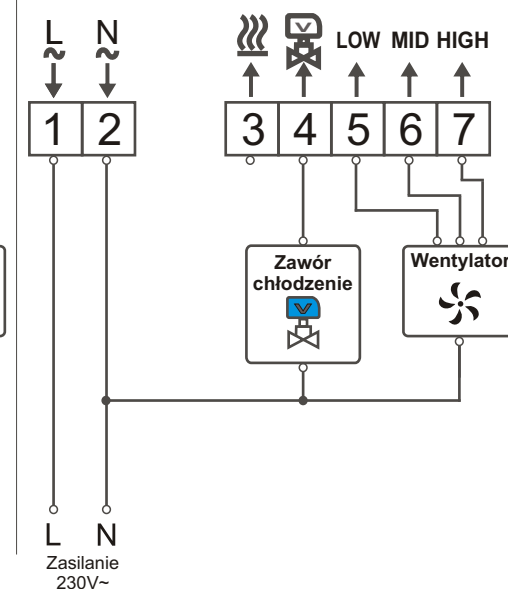 L N LOW MID HIGH
1 2 3 4 5 6 7
Zawór
chłodzenie
Wentylator
L N
Zasilanie
230V~